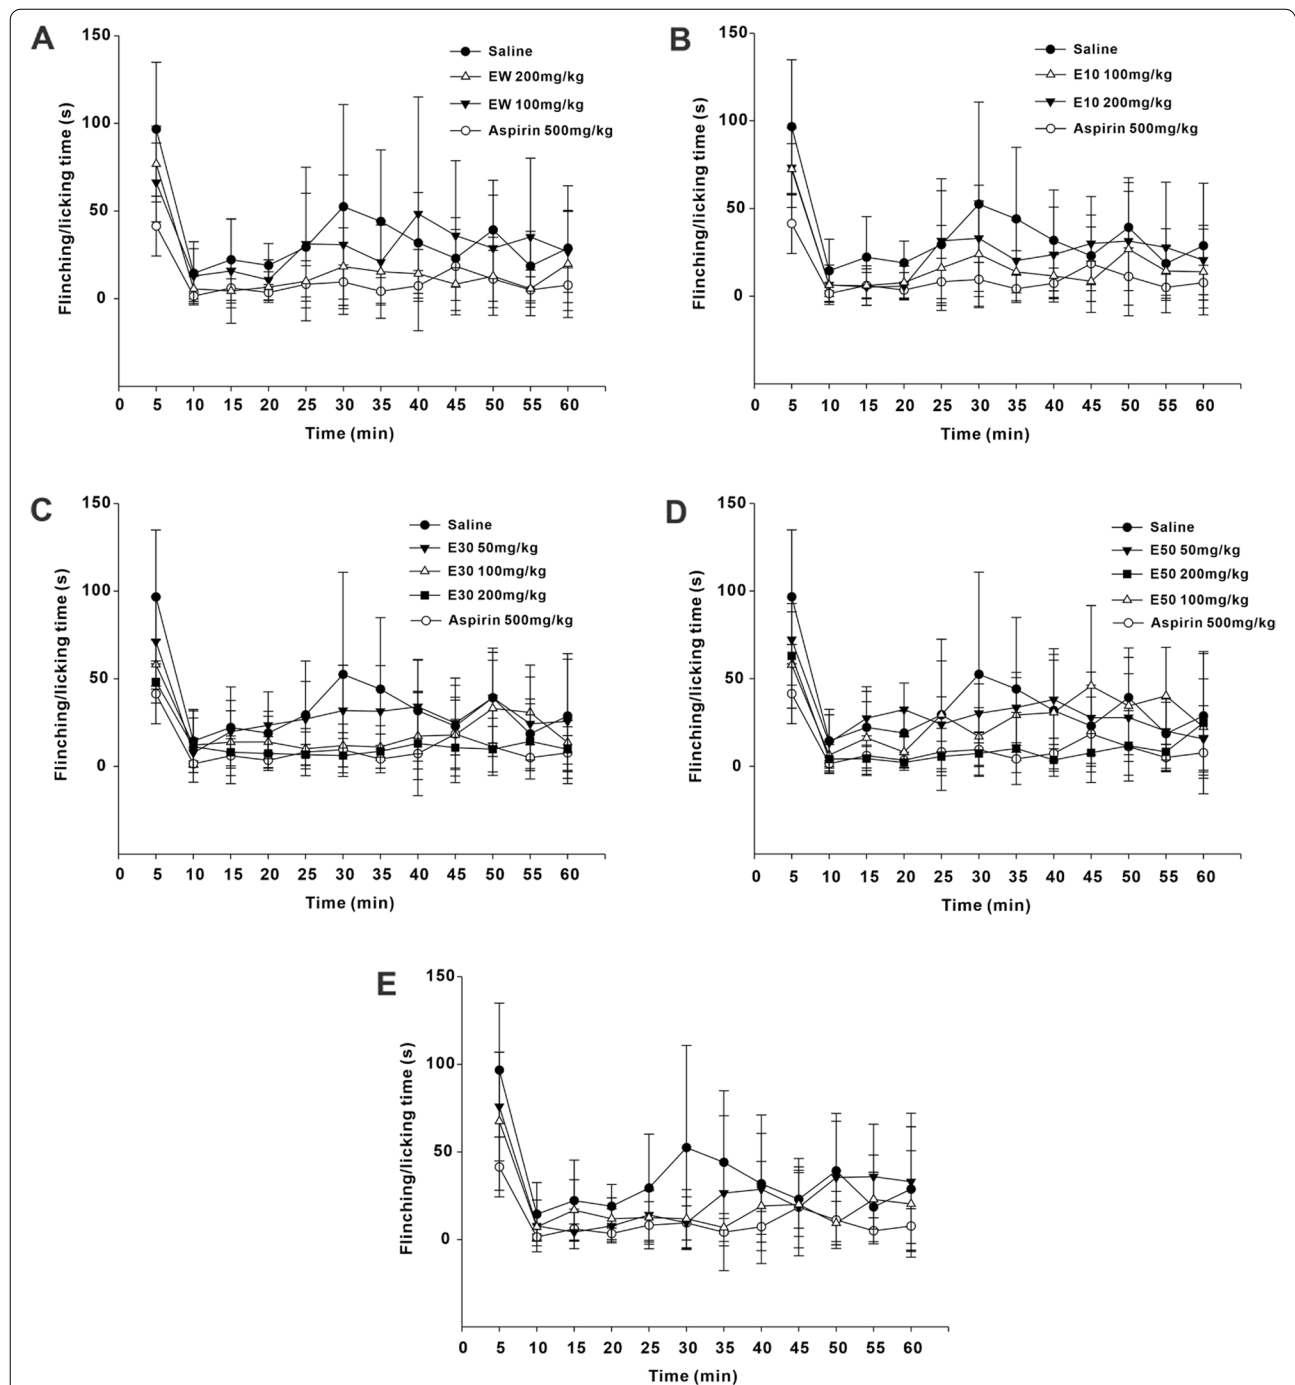 A
150
100
50
0
Flinching/licking time (s)
Saline
EW 200mg/kg
EW 100mg/kg
Aspirin 500mg/kg
0 5 10 15 20 25 30 35 40 45 50 55 60
Time (min)
B
150
100
50
0
Flinching/licking time (s)
Saline
E10 100mg/kg
E10 200mg/kg
Aspirin 500mg/kg
0 5 10 15 20 25 30 35 40 45 50 55 60
Time (min)
C
150
100
50
0
Flinching/licking time (s)
Saline
E30 50mg/kg
E30 100mg/kg
E30 200mg/kg
Aspirin 500mg/kg
0 5 10 15 20 25 30 35 40 45 50 55 60
Time (min)
D
150
100
50
0
Flinching/licking time (s)
Saline
E50 50mg/kg
E50 200mg/kg
E50 100mg/kg
Aspirin 500mg/kg
0 5 10 15 20 25 30 35 40 45 50 55 60
Time (min)
E
150
100
50
0
Flinching/licking time (s)
0 5 10 15 20 25 30 35 40 45 50 55 60
Time (min)